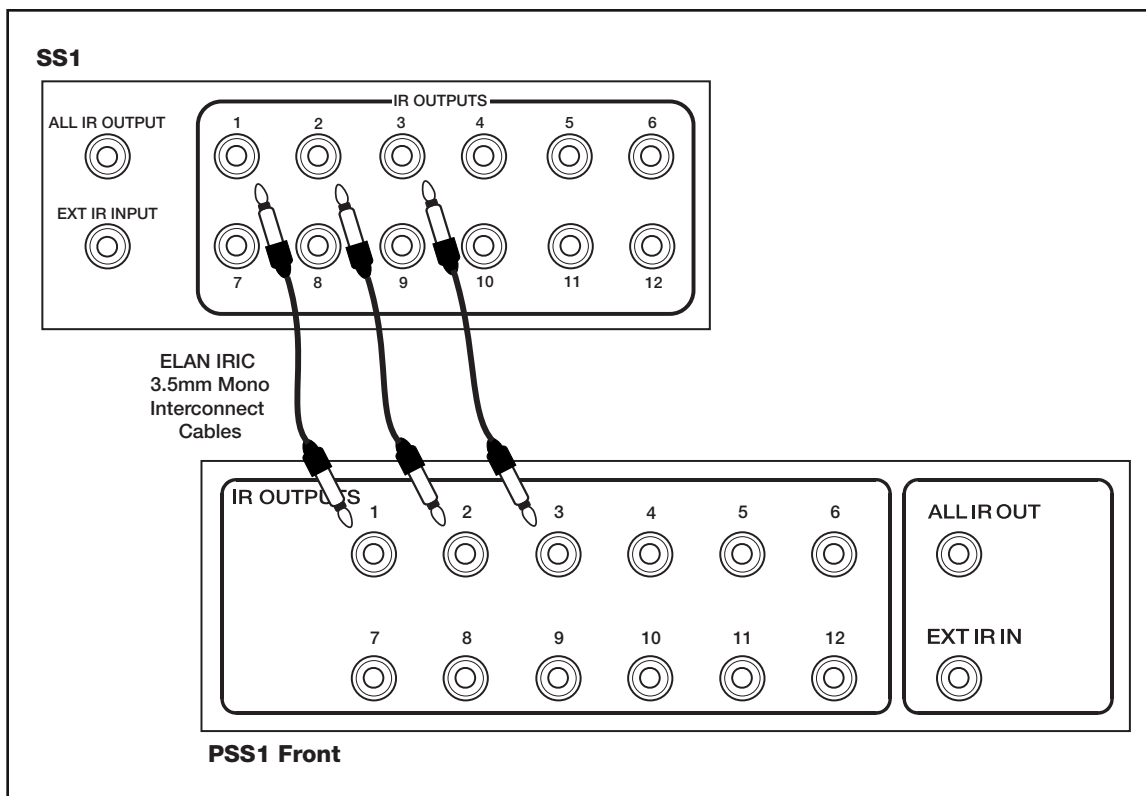 SS1
IR OUTPUTS
ALL IR OUTPUT
1 2 3 4 5 6
EXT IR INPUT
7 8 9 10 11 12
ELAN IRIC
3.5mm Mono
Interconnect
Cables
IR OUTPUTS
1 2 3 4 5 6
7 8 9 10 11 12
ALL IR OUT
EXT IR IN
PSS1 Front